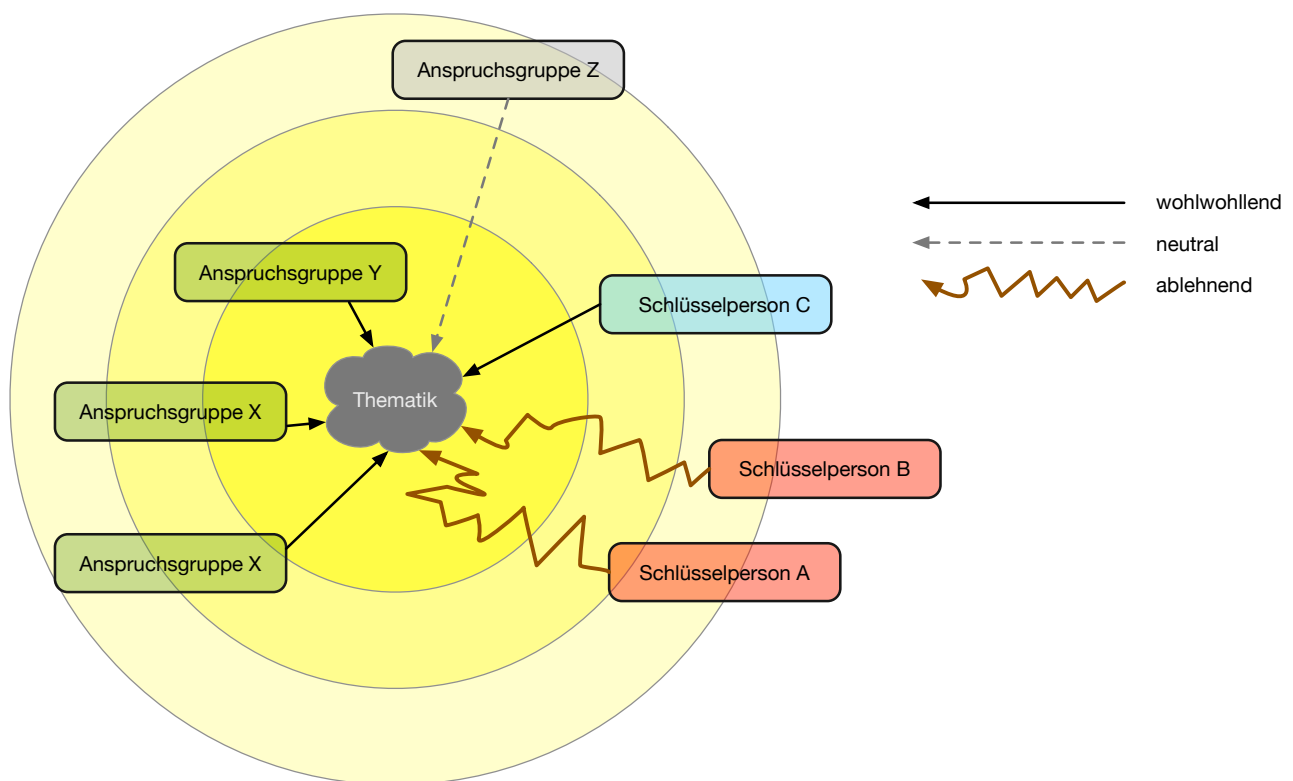 Anspruchsgruppe Z
wohlwohllend
neutral
ablehnend
Anspruchsgruppe Y
Schlüsselperson C
Thematik
Anspruchsgruppe X
Schlüsselperson B
Anspruchsgruppe X
Schlüsselperson A